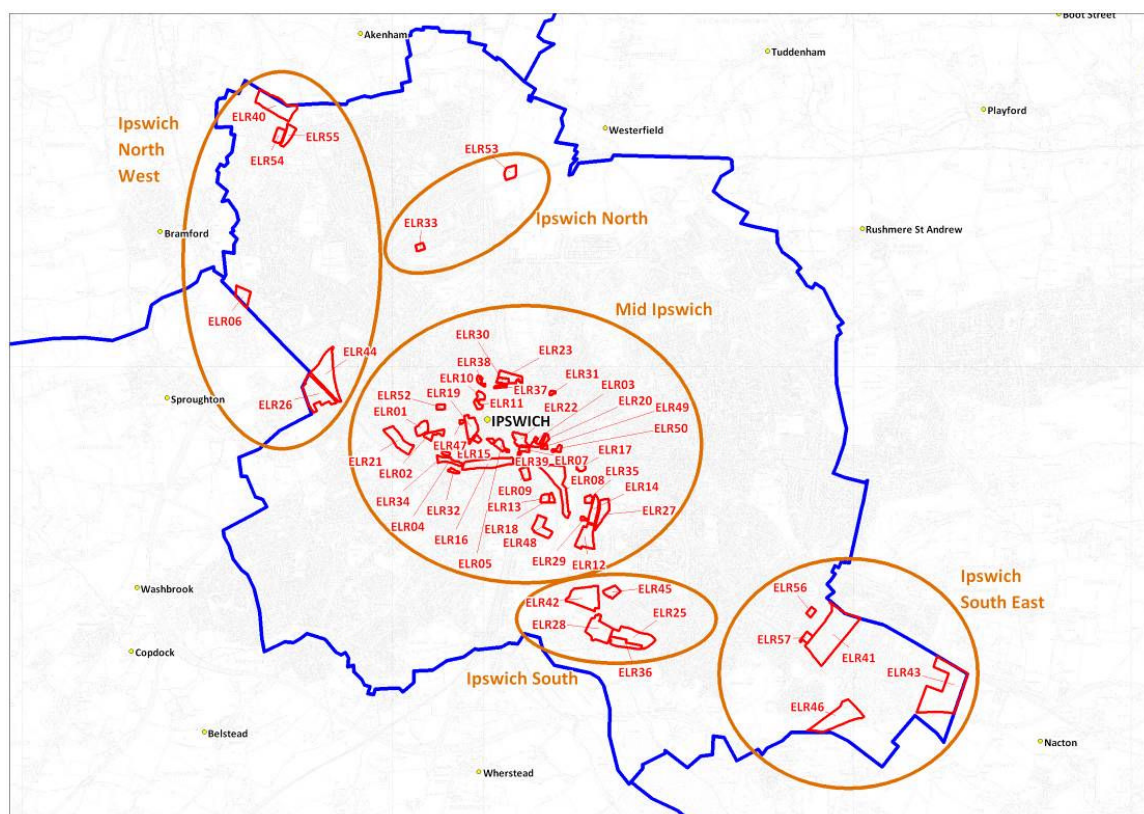 Boot Street
Akenham
Tuddenham
Playford
Westerfield
Ipswich
North
West
ELR40
ELR55
ELR54
ELR53
Ipswich North
ELR33
Bramford
Rushmere St Andrew
ELR06
ELR44
Sproughton
ELR26
Mid Ipswich
ELR30
ELR38
ELR23
ELR10
ELR37
ELR31
ELR52
ELR19
ELR11
ELR03
ELR01
ELR22
ELR20
IPSWICH
ELR49
ELR50
ELR47
ELR15
ELR21
ELR02
ELR39
ELR07
ELR17
ELR09
ELR08
ELR35
ELR34
ELR13
ELR14
ELR04
ELR32
ELR18
ELR27
ELR16
ELR48
ELR05
ELR29
ELR12
Washbrook
Copdock
ELR42
ELR45
ELR28
ELR25
ELR36
Ipswich South
Ipswich
South East
ELR56
ELR57
ELR41
ELR43
ELR46
Belstead
Wherstead
Nacton